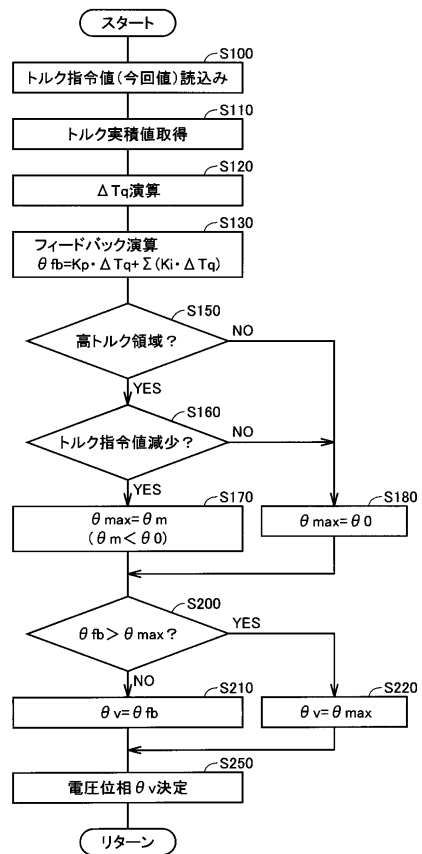 スタート
S100
トルク指令値(今回値)読込み
S110
トルク実積値取得
S120
ΔTq演算
S130
フィードバック演算
θfb=Kp・ΔTq+Σ(Ki・ΔTq)
S150
高トルク領域?
NO
YES
S160
トルク指令値減少?
NO
YES
S170
θmax=θm
(θm<θ0)
S180
θmax=θ0
S200
θfb>θmax?
YES
NO
S210
θv=θfb
S220
θv=θmax
S250
電圧位相θv決定
リターン